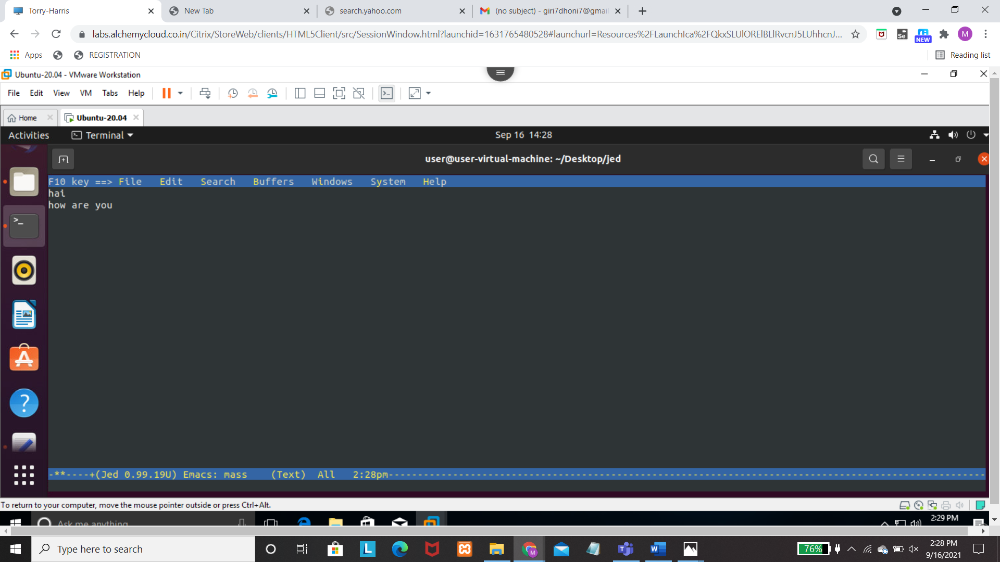 Torry-Harris
New Tab
search.yahoo.com
(no subject) - giri7dhoni7@gmail
labs.alchemycloud.co.in/Citrix/StoreWeb/clients/HTML5Client/src/SessionWindow.html?launchid=1631765480528#launchurl=Resources%2FLaunchIca%2FQkxSLUlORElBLlRvcnJ5LUhhcnJ...
Se
NEW
M
Apps
REGISTRATION
Reading list
Ubuntu-20.04 - VMware Workstation
File Edit View VM Tabs Help
Home
Ubuntu-20.04
Activities
Terminal
Sep 16 14:28
user@user-virtual-machine: ~/Desktop/jed
F10 key ==> File Edit Search Buffers Windows System Help
hai
how are you
-**----+(Jed 0.99.19U) Emacs: mass (Text) All 2:28pm-----------------------------------------------------------------------------------------------------
To return to your computer, move the mouse pointer outside or press Ctrl+Alt.
Ask me anything
2:29 PM
Type here to search
L
M
76%
2:28 PM
9/16/2021